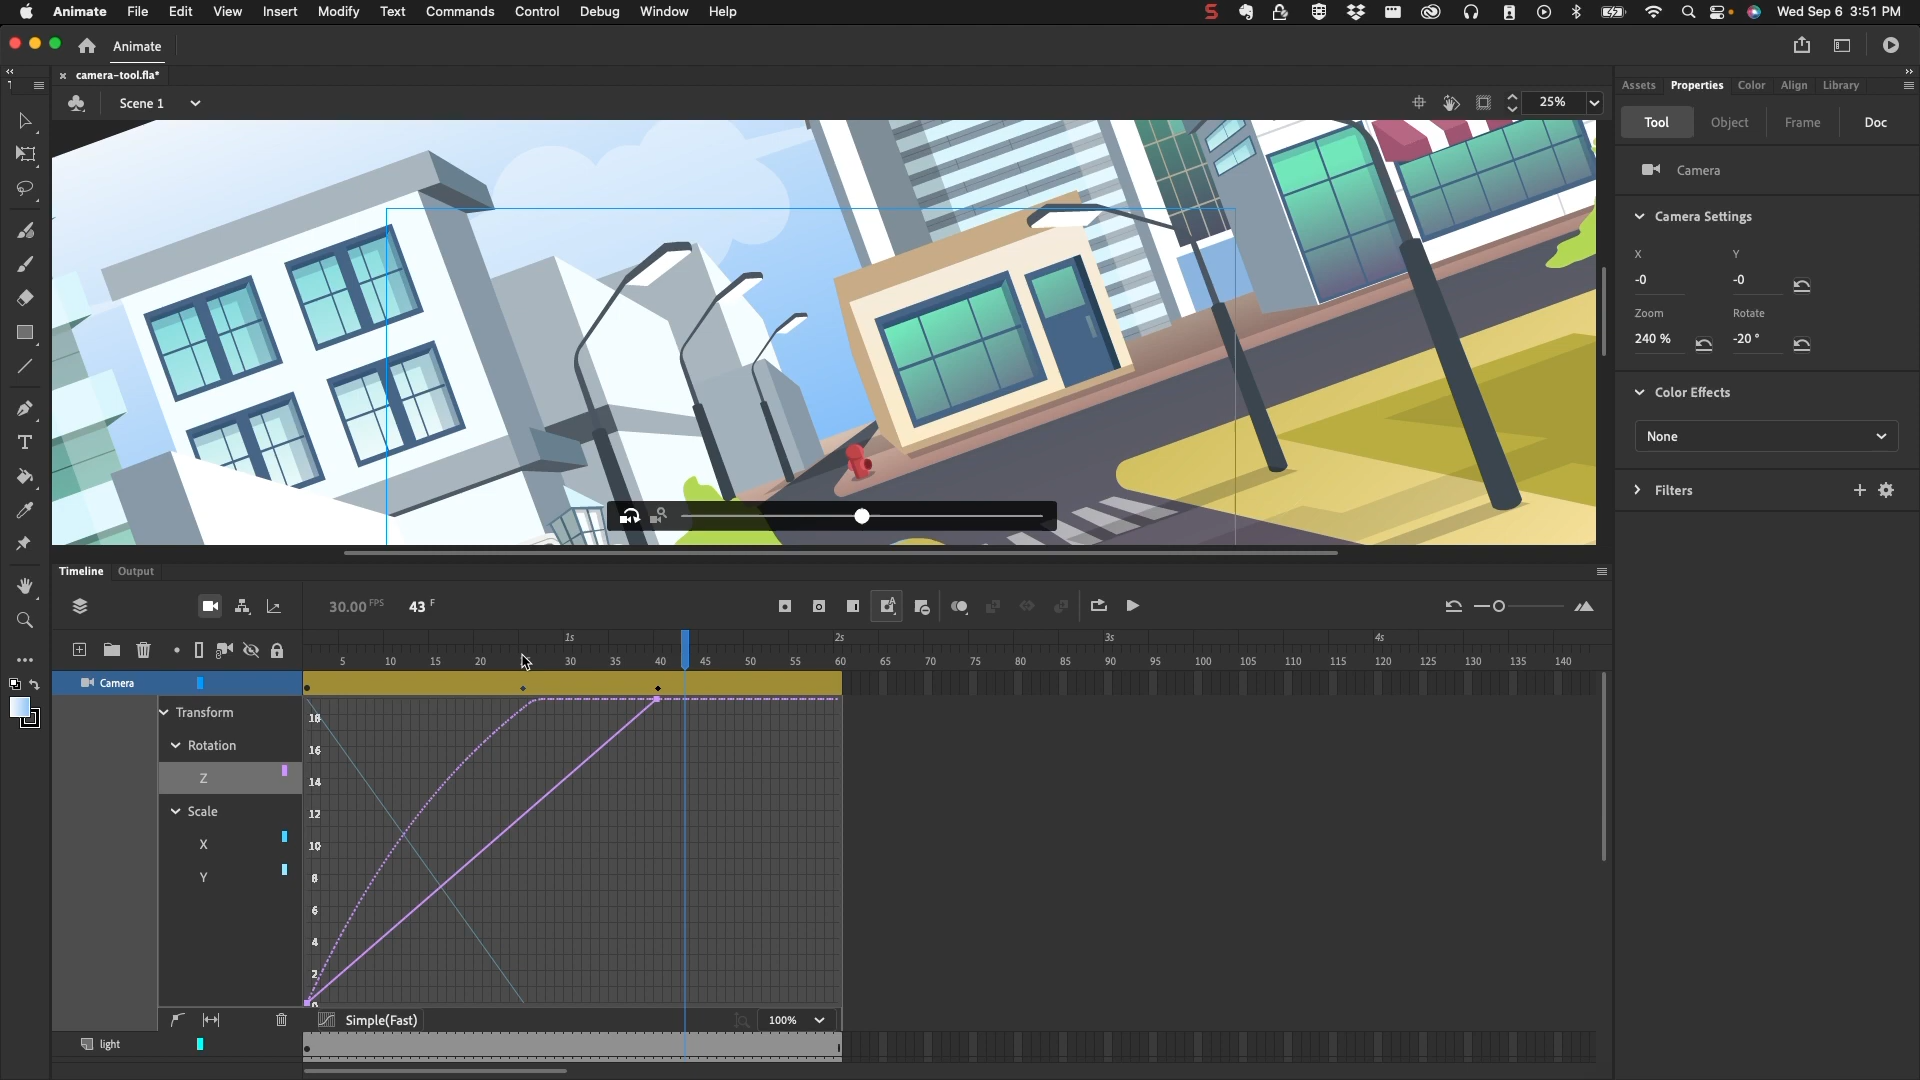 Animate File Edit View Insert Modify Text Commands Control Debug Window Help Wed Sep 6 3:51 PM
Animate
camera-tool.fla*
Scene 1
25%
Assets Properties Color Align Library
Tool Object Frame Doc
Camera
Camera Settings
X Y
-0 -0
Zoom Rotate
240 % -20 °
Color Effects
None
Filters
Timeline Output
30.00 FPS 43 F
1s 2s 3s 4s
5 10 15 20 30 35 40 45 50 55 60 65 70 75 80 85 90 95 100 105 110 115 120 125 130 135 140
Camera
Transform
Rotation
Z
Scale
X
Y
18
16
14
12
10
8
6
4
2
0
Simple(Fast) 100%
light